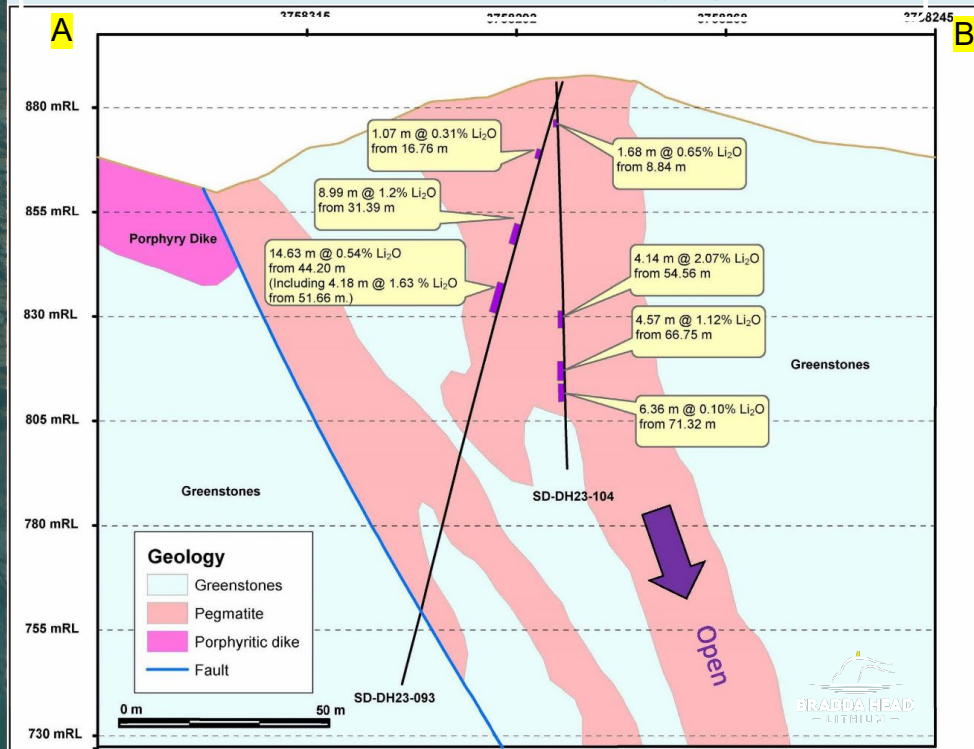 A
3758315
3758292
3758268
3758245
B
880 mRL
855 mRL
830 mRL
805 mRL
780 mRL
755 mRL
730 mRL
1.07 m @ 0.31% Li₂O
from 16.76 m
1.68 m @ 0.65% Li₂O
from 8.84 m
8.99 m @ 1.2% Li₂O
from 31.39 m
Porphyry Dike
14.63 m @ 0.54% Li₂O
from 44.20 m
(Including 4.18 m @ 1.63 % Li₂O
from 51.66 m.)
4.14 m @ 2.07% Li₂O
from 54.56 m
4.57 m @ 1.12% Li₂O
from 66.75 m
Greenstones
6.36 m @ 0.10% Li₂O
from 71.32 m
Greenstones
SD-DH23-104
Geology
Greenstones
Pegmatite
Porphyritic dike
Fault
Open
SD-DH23-093
0 m
50 m
BRADDA HEAD
LITHIUM